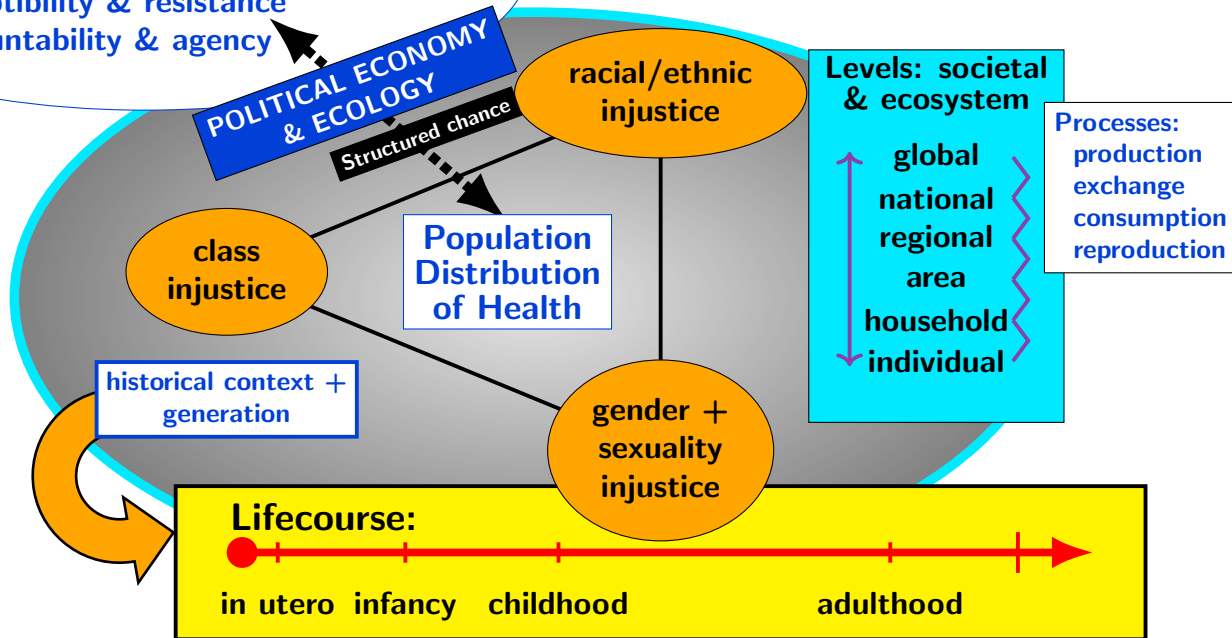 & resistance
& agency
POLITICAL ECONOMY
& ECOLOGY
Structured chance
racial/ethnic
injustice
class
injustice
Population
Distribution
of Health
gender +
sexuality
injustice
Levels: societal
& ecosystem
global
national
regional
area
household
individual
Processes:
production
exchange
consumption
reproduction
historical context +
generation
Lifecourse:
in utero infancy childhood adulthood